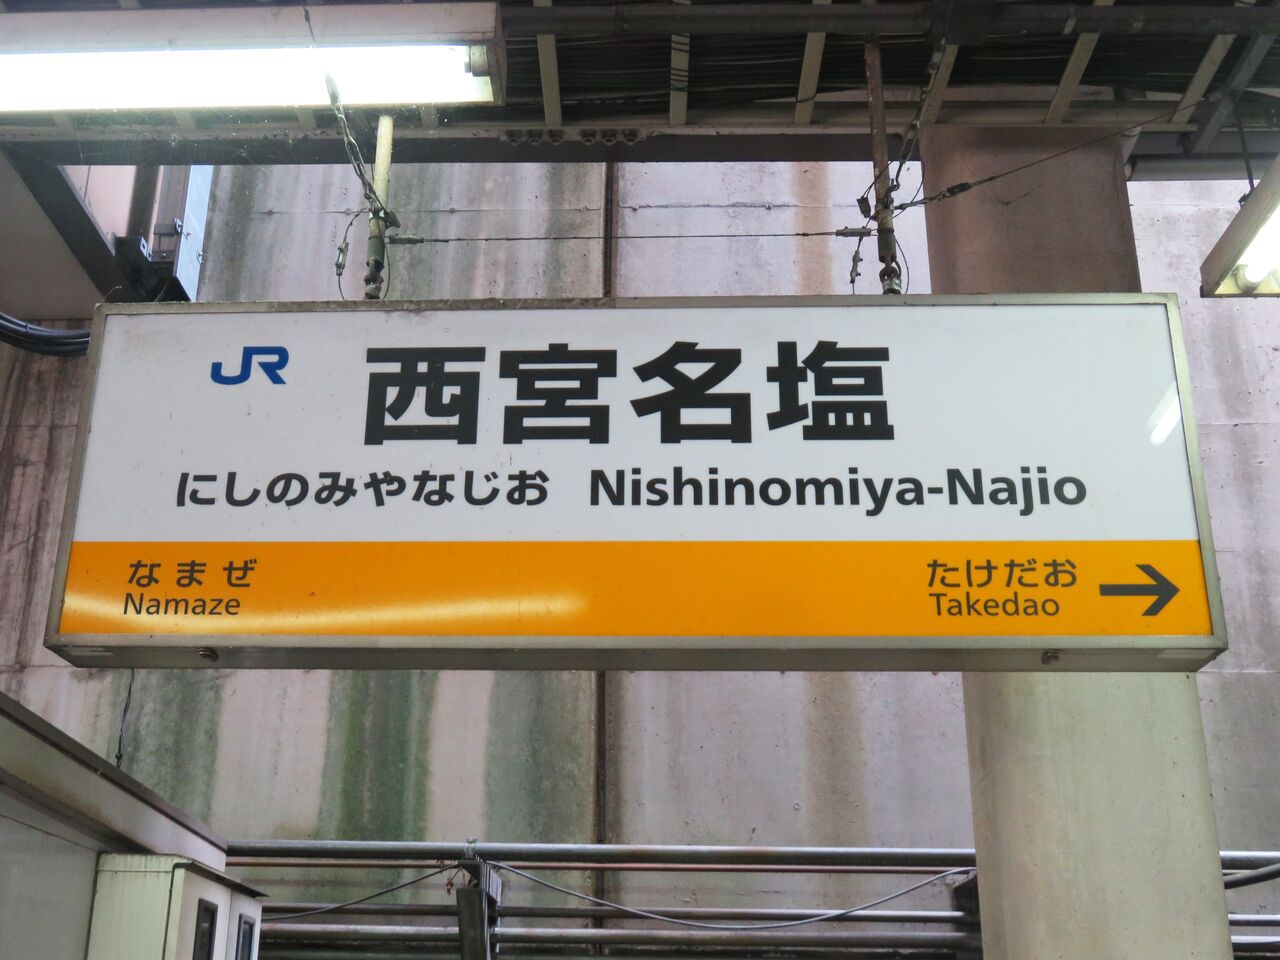 JR 西宮名塩
にしのみやなじお Nishinomiya-Najio
なまぜ たけだお →
Namaze Takedao